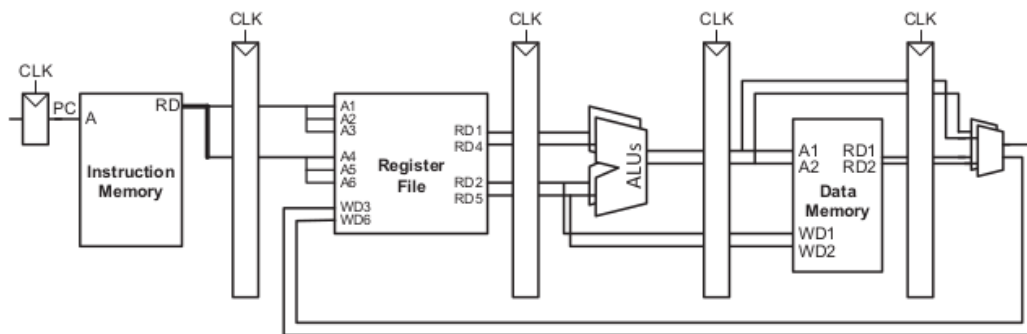 CLK
CLK
CLK
CLK
CLK
PC
A
RD
Instruction
Memory
A1
A2
A3
A4
A5
A6
WD3
WD6
Register
File
RD1
RD4
RD2
RD5
ALUs
A1
A2
RD1
RD2
Data
Memory
WD1
WD2